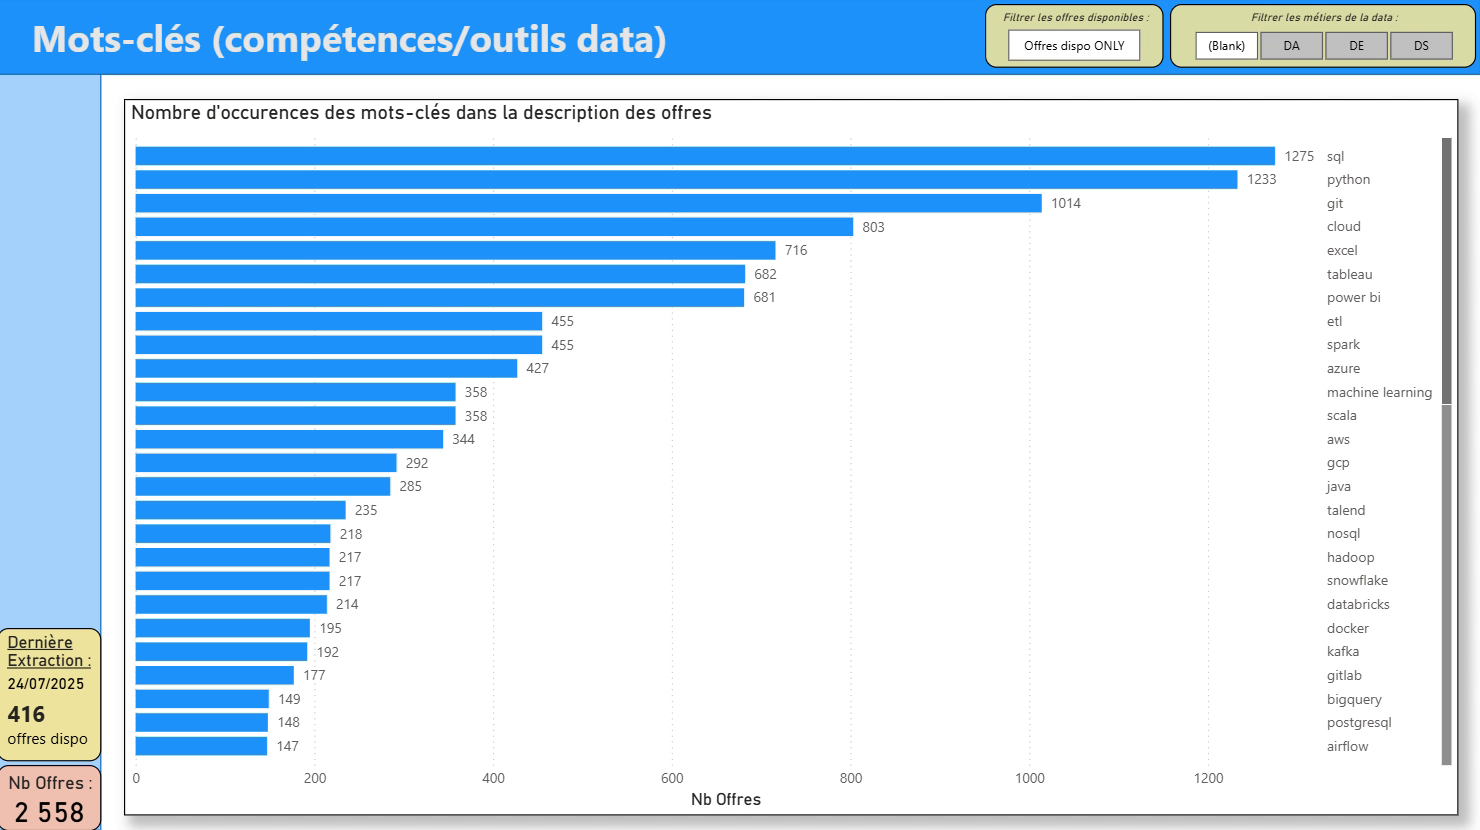 Mots-clés (compétences/outils data)
Filtrer les offres disponibles :
Offres dispo ONLY
Filtrer les métiers de la data :
(Blank) DA DE DS
Nombre d'occurences des mots-clés dans la description des offres
1275 sql
1233 python
1014 git
803 cloud
716 excel
682 tableau
681 power bi
455 etl
455 spark
427 azure
358 machine learning
358 scala
344 aws
292 gcp
285 java
235 talend
218 nosql
217 hadoop
217 snowflake
214 databricks
195 docker
192 kafka
177 gitlab
149 bigquery
148 postgresql
147 airflow
0 200 400 600 800 1000 1200
Nb Offres
Dernière
Extraction :
24/07/2025
416
offres dispo
Nb Offres :
2 558